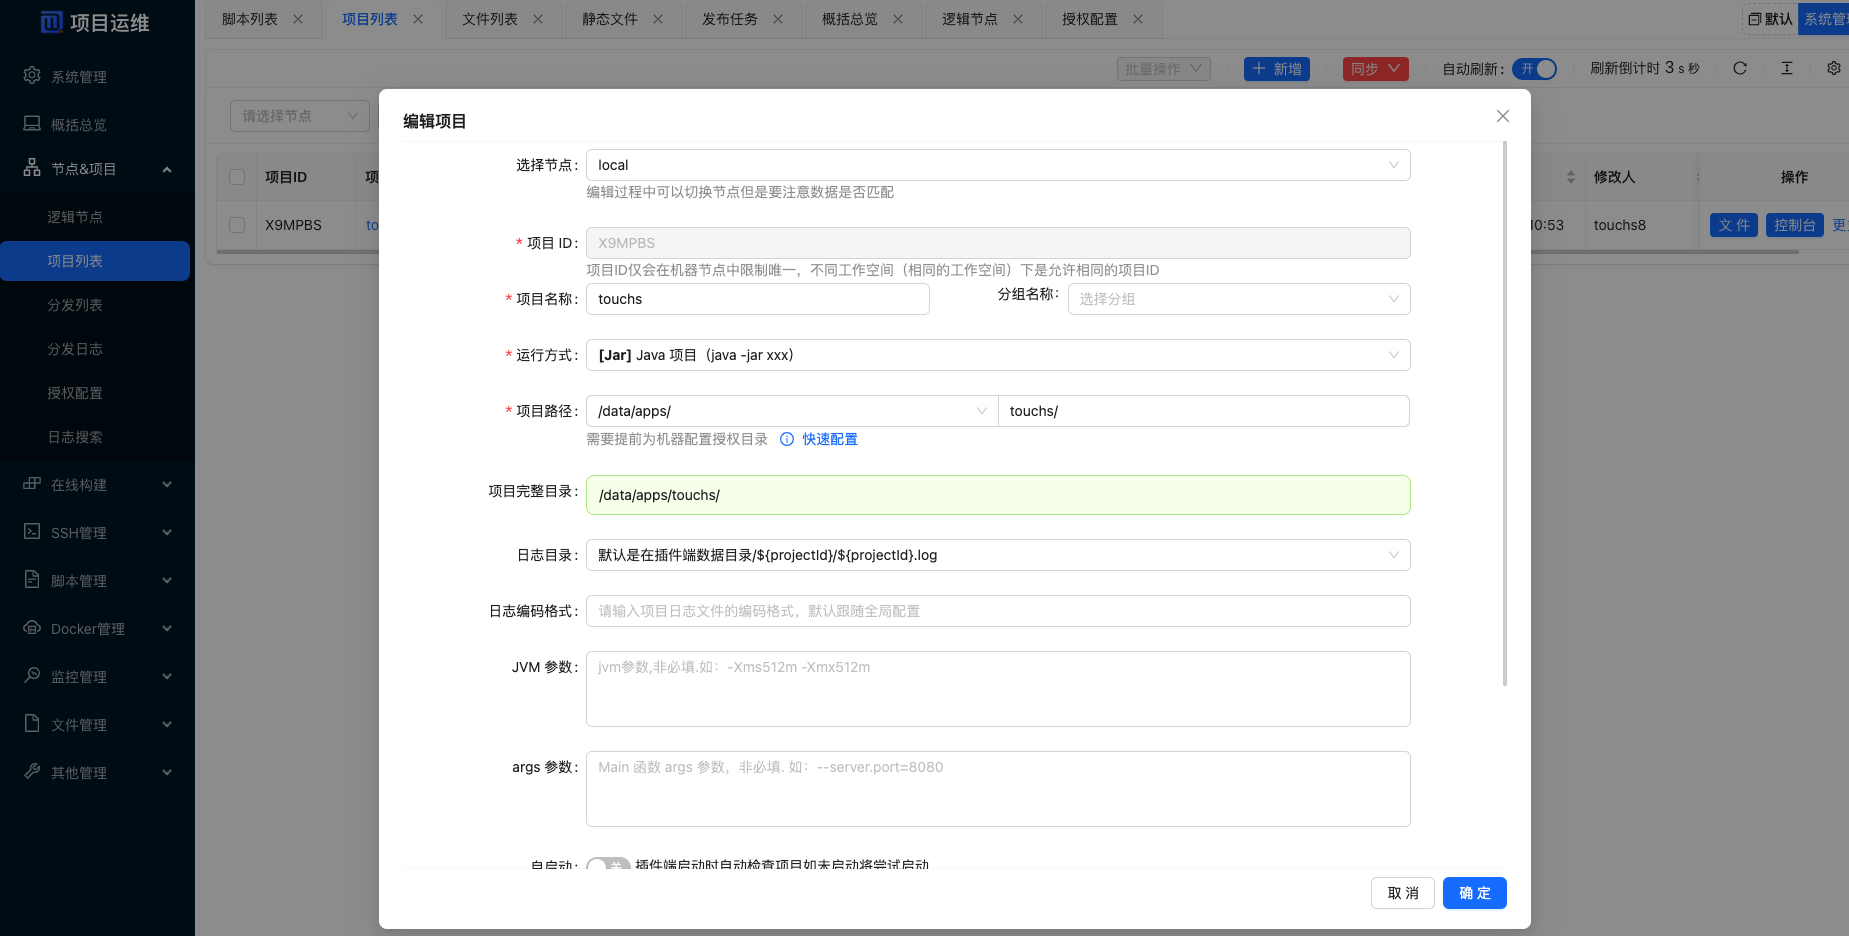 项目运维
系统管理
概括总览
节点&项目
逻辑节点
项目列表
分发列表
分发日志
授权配置
日志搜索
在线构建
SSH管理
脚本管理
Docker管理
监控管理
文件管理
其他管理
脚本列表 项目列表 文件列表 静态文件 发布任务 概括总览 逻辑节点 授权配置 默认
批量操作 新增 同步 自动刷新： 开 刷新倒计时 3 s 秒
请选择节点
项目ID 修改人 操作
X9MPBS touchs8 文件 控制台
编辑项目
选择节点： local
编辑过程中可以切换节点但是要注意数据是否匹配
* 项目 ID： X9MPBS
项目ID仅会在机器节点中限制唯一，不同工作空间（相同的工作空间）下是允许相同的项目ID
* 项目名称： touchs 分组名称： 选择分组
* 运行方式： [Jar] Java 项目（java -jar xxx）
* 项目路径： /data/apps/ touchs/
需要提前为机器配置授权目录 快速配置
项目完整目录： /data/apps/touchs/
日志目录： 默认是在插件端数据目录/${projectId}/${projectId}.log
日志编码格式： 请输入项目日志文件的编码格式，默认跟随全局配置
JVM 参数： jvm参数,非必填.如：-Xms512m -Xmx512m
args 参数： Main 函数 args 参数，非必填. 如：--server.port=8080
自启动： 关 插件端启动时自动检查项目如未启动将尝试启动
取 消 确 定